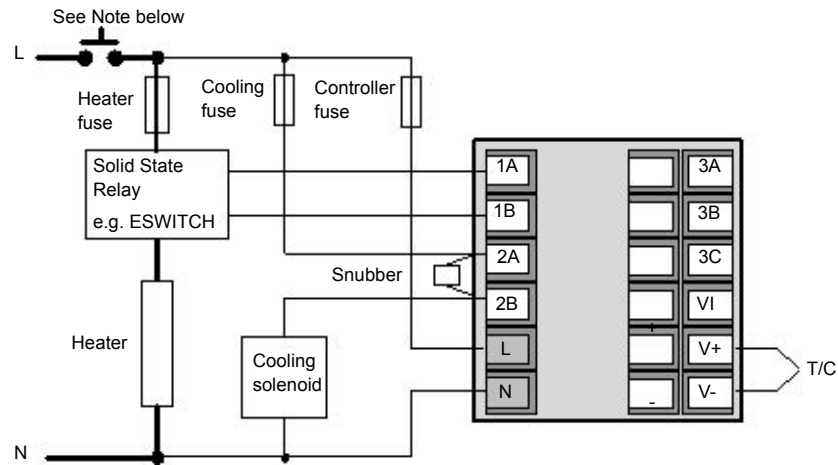 See Note below
L
Heater
fuse
Cooling
fuse
Controller
fuse
Solid State
Relay
e.g. ESWITCH
1A
3A
1B
3B
2A
3C
Snubber
2B
VI
+
Heater
Cooling
solenoid
L
V+
T/C
N
-
V-
N